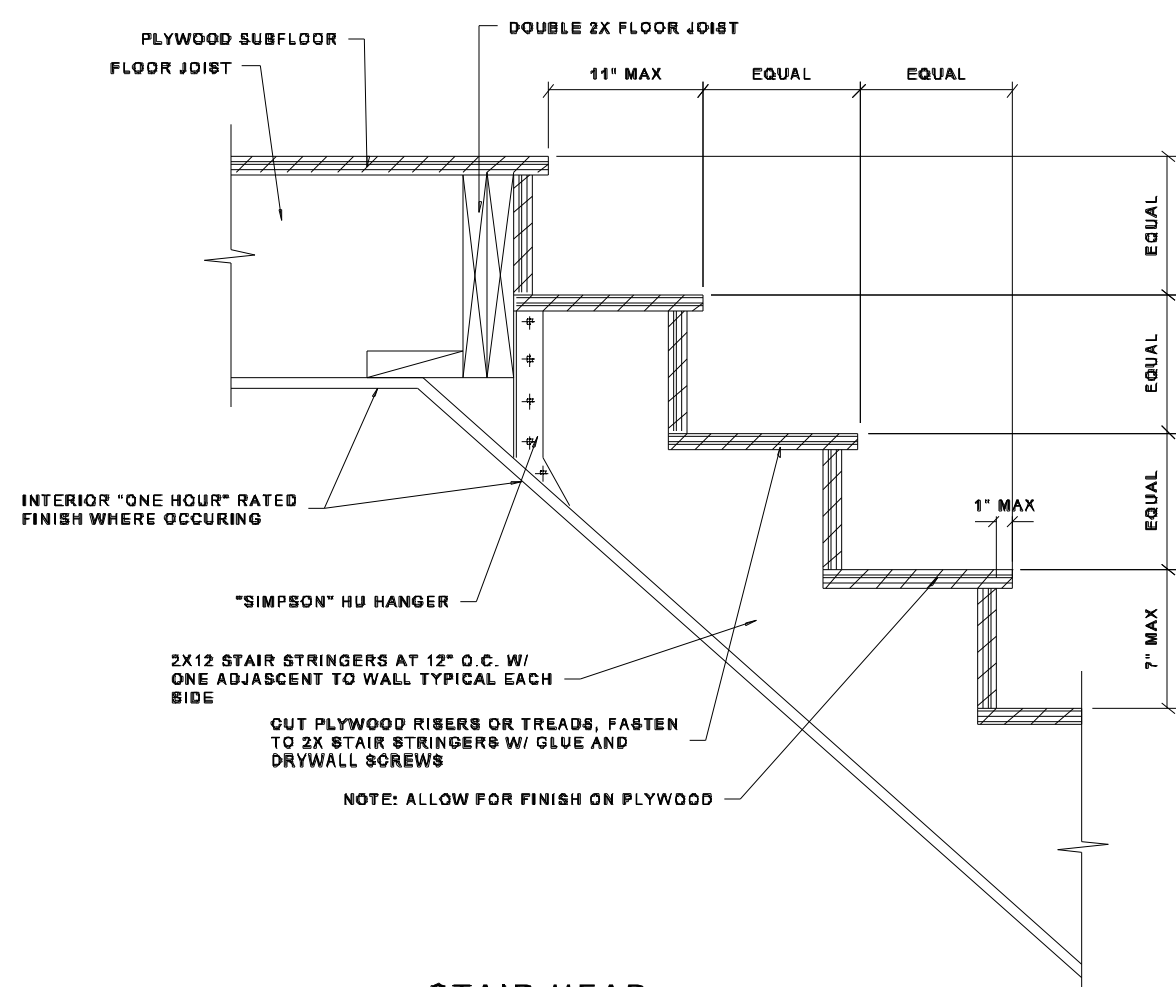 DOUBLE 2X FLOOR JOIST
PLYWOOD SUBFLOOR
FLOOR JOIST
11" MAX
EQUAL
EQUAL
EQUAL
EQUAL
EQUAL
7" MAX
1" MAX
INTERIOR "ONE HOUR" RATED
FINISH WHERE OCCURING
"SIMPSON" HU HANGER
2X12 STAIR STRINGERS AT 12" O.C. W/
ONE ADJASCENT TO WALL TYPICAL EACH
SIDE
CUT PLYWOOD RISERS OR TREADS, FASTEN
TO 2X STAIR STRINGERS W/ GLUE AND
DRYWALL SCREWS
NOTE: ALLOW FOR FINISH ON PLYWOOD
STAIR HEAD